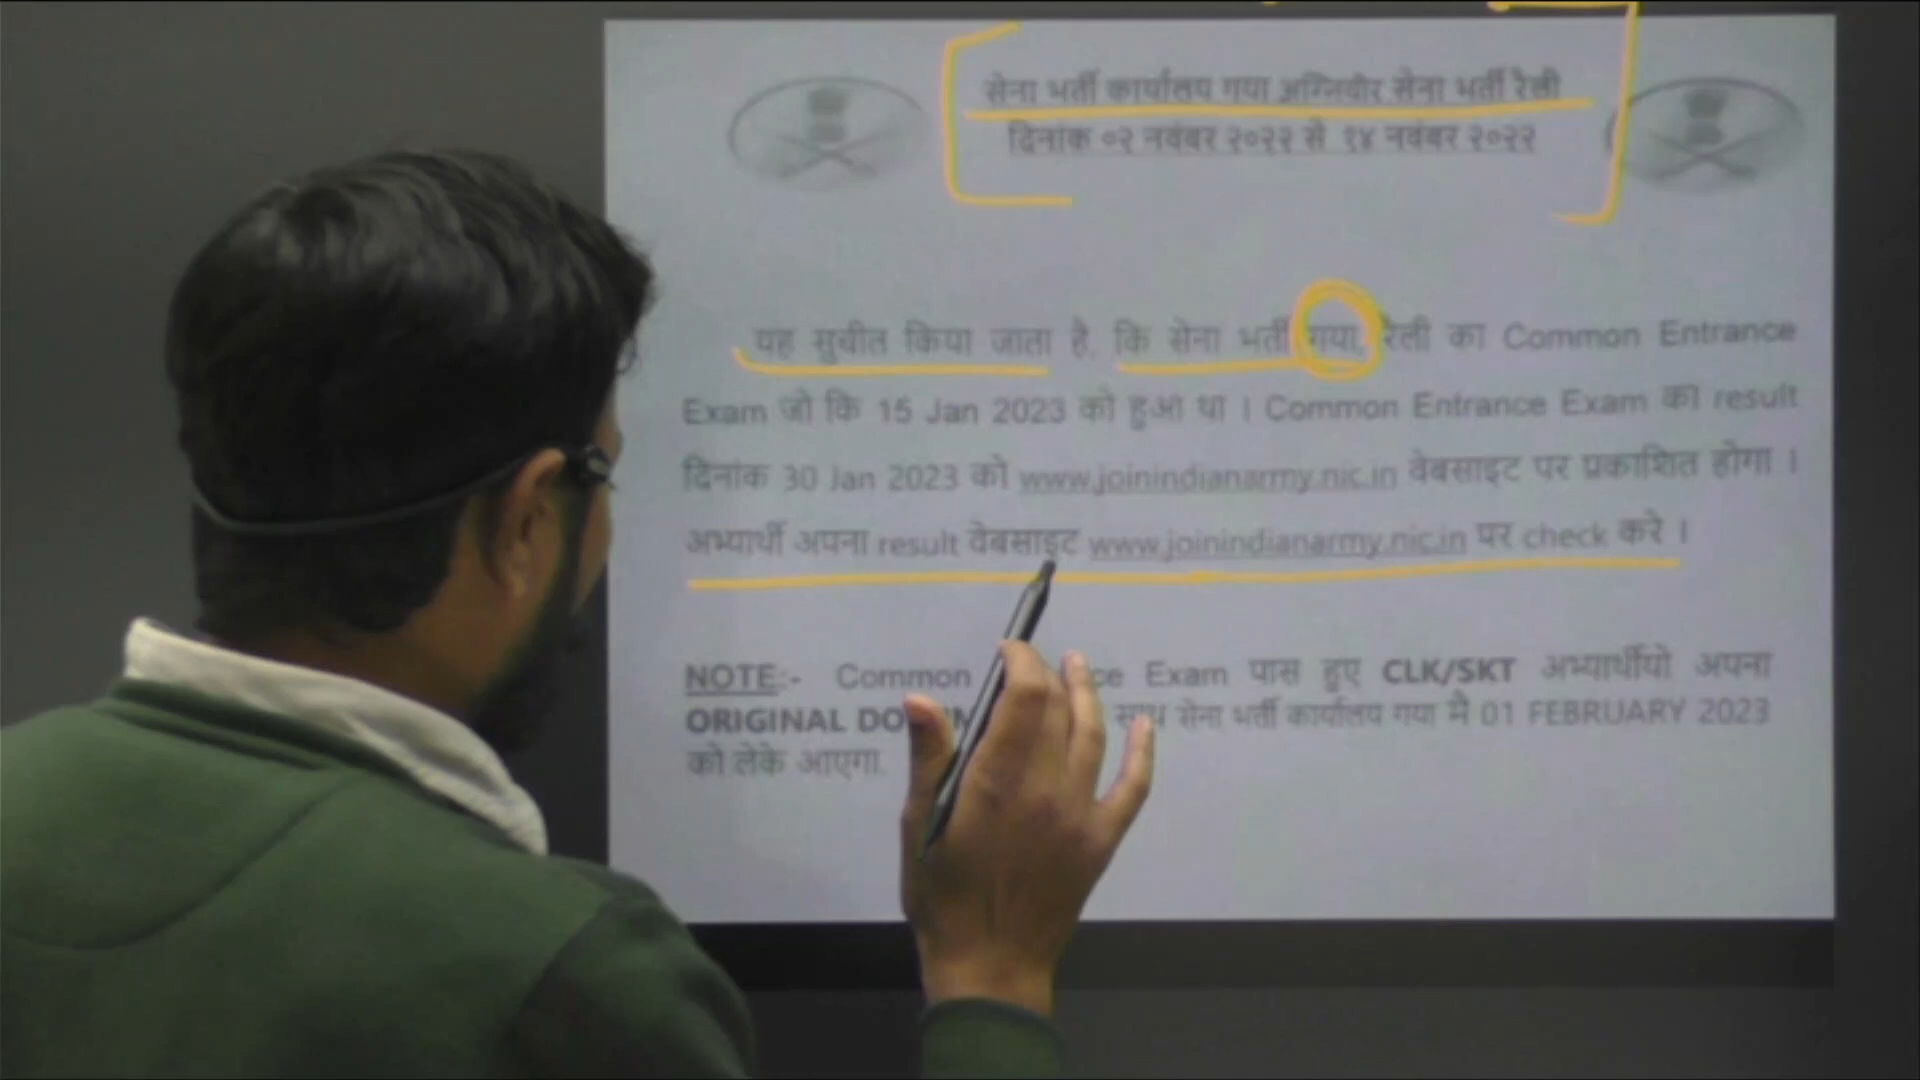 सेना भर्ती कार्यालय गया अग्निवीर सेना भर्ती रैली
दिनांक ०२ नवंबर २०२२ से १४ नवंबर २०२२
यह सुचीत किया जाता है, कि सेना भर्ती गया, रैली का Common Entrance
Exam जो कि 15 Jan 2023 को हुआ था । Common Entrance Exam का result
दिनांक 30 Jan 2023 को www.joinindianarmy.nic.in वेबसाइट पर प्रकाशित होगा ।
अभ्यार्थी अपना result वेबसाइट www.joinindianarmy.nic.in पर check करे ।
NOTE:- Common Exam पास हुए CLK/SKT अभ्यार्थीयो अपना
ORIGINAL साथ सेना भर्ती कार्यालय गया मै 01 FEBRUARY 2023
को लेके आएगा.